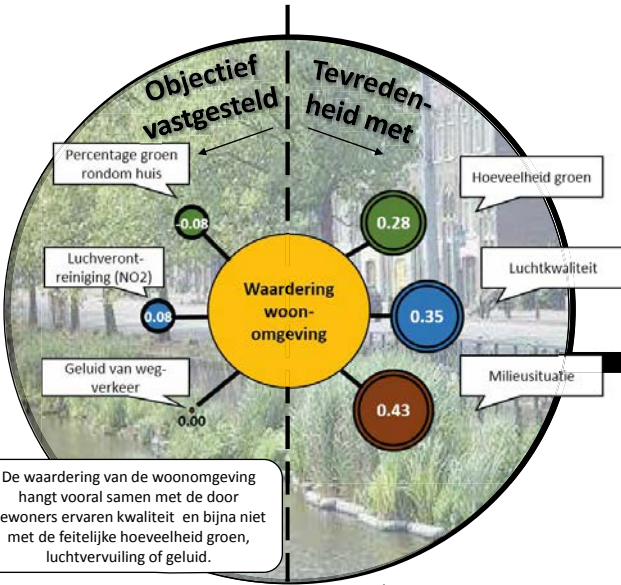 Objectief
vastgesteld
Tevreden-
heid met
Percentage groen
rondom huis
-0.08
Hoeveelheid groen
0.28
Luchveront-
reiniging (NO2)
0.08
Waardering
woon-
omgeving
Luchtkwaliteit
0.35
Geluid van weg-
verkeer
0.00
Milieusituatie
0.43
De waardering van de woonomgeving
hangt vooral samen met de door
ewoners ervaren kwaliteit en bijna niet
met de feitelijke hoeveelheid groen,
luchtvervuiling of geluid.